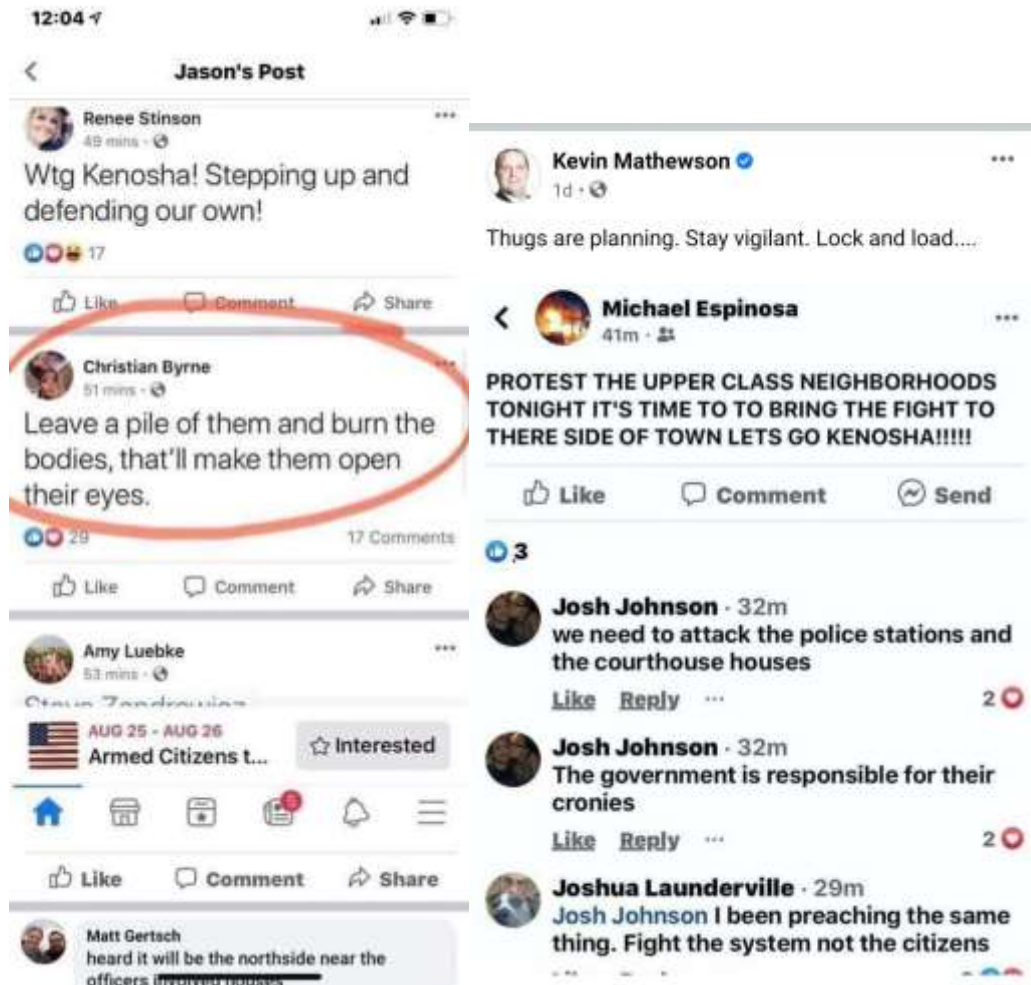 12:04
Jason's Post
Renee Stinson
49 mins
Wtg Kenosha! Stepping up and
defending our own!
17
Like Comment Share
Christian Byrne
51 mins
Leave a pile of them and burn the
bodies, that'll make them open
their eyes.
29 17 Comments
Like Comment Share
Amy Luebke
53 mins
AUG 25 - AUG 26
Armed Citizens t...
Interested
Like Comment Share
Matt Gertsch
heard it will be the northside near the
officers involved houses
Kevin Mathewson
1d
Thugs are planning. Stay vigilant. Lock and load....
Michael Espinosa
41m
PROTEST THE UPPER CLASS NEIGHBORHOODS
TONIGHT IT'S TIME TO TO BRING THE FIGHT TO
THERE SIDE OF TOWN LETS GO KENOSHA!!!!!
Like Comment Send
3
Josh Johnson · 32m
we need to attack the police stations and
the courthouse houses
Like Reply ... 2
Josh Johnson · 32m
The government is responsible for their
cronies
Like Reply ... 2
Joshua Launderville · 29m
Josh Johnson I been preaching the same
thing. Fight the system not the citizens